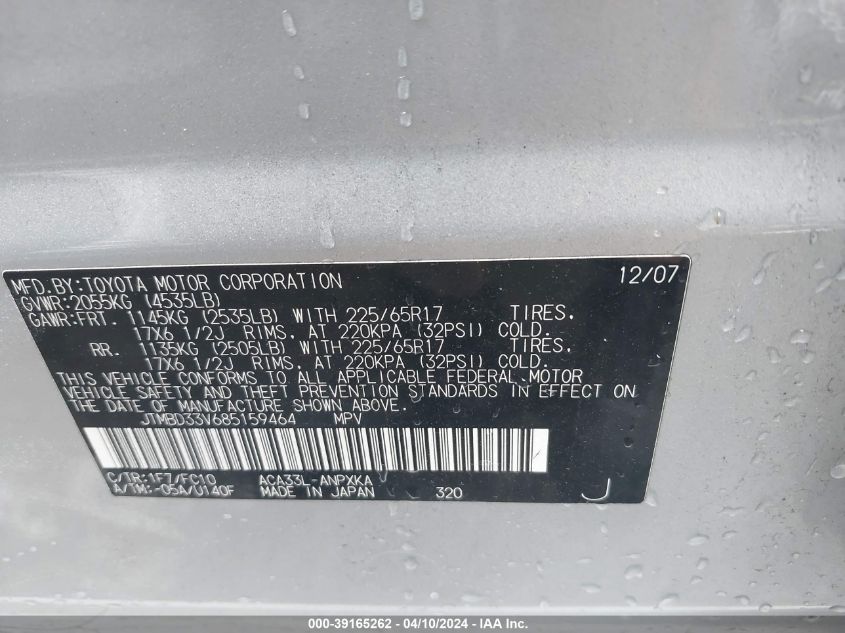 MFD. BY: TOYOTA MOTOR CORPORATION 12/07
GVWR: 2055KG (4535LB)
GAWR: FRT. 1145KG (2535LB) WITH 225/65R17 TIRES,
17X6 1/2J RIMS, AT 220KPA (32PSI) COLD.
RR. 1135KG (2505LB) WITH 225/65R17 TIRES,
17X6 1/2J RIMS, AT 220KPA (32PSI) COLD.
THIS VEHICLE CONFORMS TO ALL APPLICABLE FEDERAL MOTOR
VEHICLE SAFETY AND THEFT PREVENTION STANDARDS IN EFFECT ON
THE DATE OF MANUFACTURE SHOWN ABOVE.
JTMBD33V685159464 MPV
C/TR: 1F7/FC10 ACA33L-ANPXKA
A/TM: -05A/U140F MADE IN JAPAN 320 J
000-39165262 - 04/10/2024 - IAA Inc.